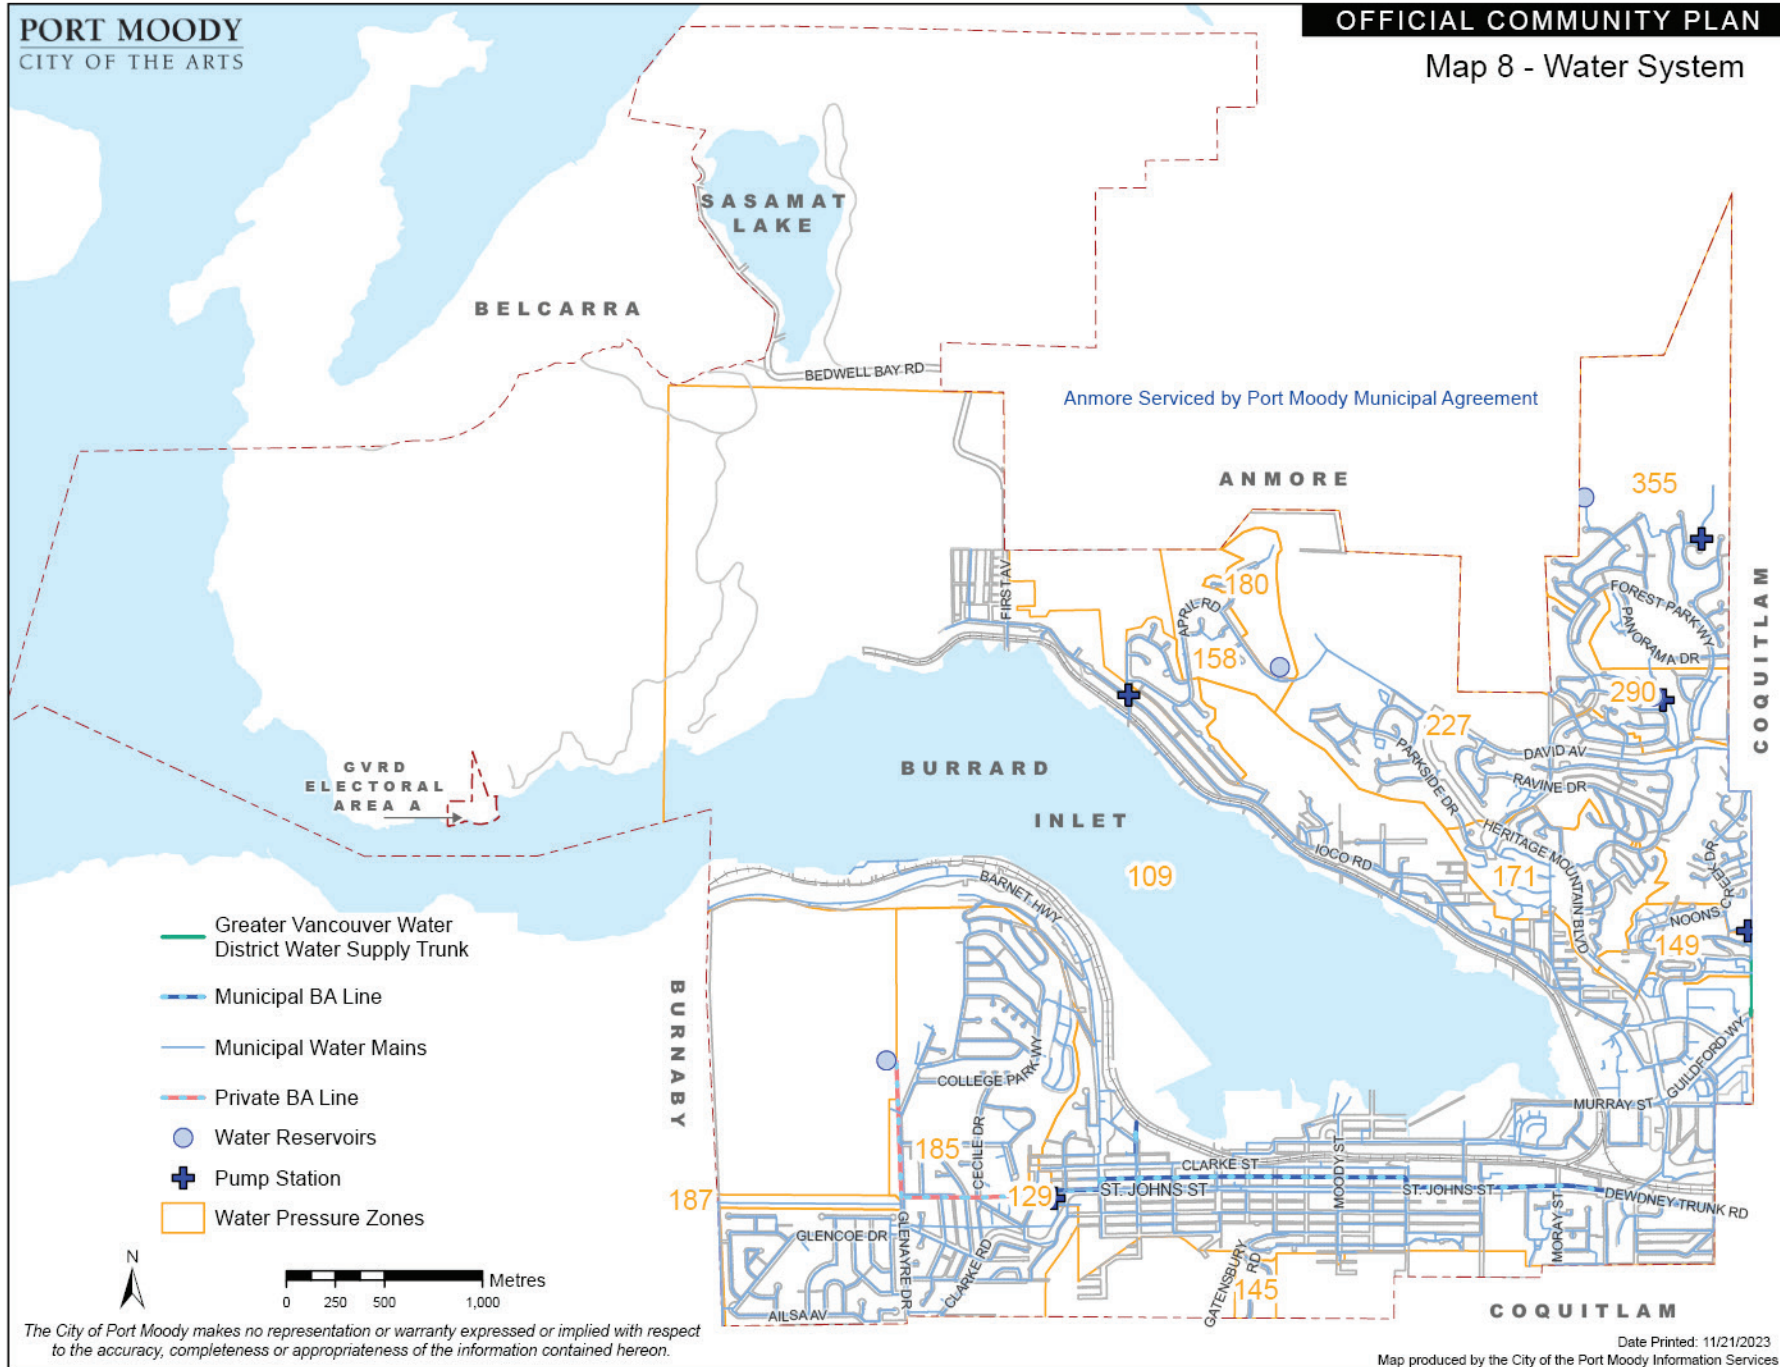 PORT MOODY
CITY OF THE ARTS
OFFICIAL COMMUNITY PLAN
Map 8 - Water System
SASAMAT
LAKE
BELCARRA
BEDWELL BAY RD
Anmore Serviced by Port Moody Municipal Agreement
ANMORE
355
COQUITLAM
FIRST AV
180
APRIL RD
158
FOREST PARK WY
PANORAMA DR
290
227
DAVID AV
PARKSIDE DR
RAVINE DR
GVRD
ELECTORAL
AREA A
BURRARD
INLET
109
IOCO RD
HERITAGE MOUNTAIN BLVD
171
NOONS CREEK DR
149
BARNET HWY
Greater Vancouver Water
District Water Supply Trunk
Municipal BA Line
Municipal Water Mains
Private BA Line
Water Reservoirs
Pump Station
Water Pressure Zones
BURNABY
COLLEGE PARK WY
GUILDFORD WY
MURRAY ST
185
CECILE DR
CLARKE ST
MOODY ST
187
129
ST. JOHNS ST
ST. JOHNS ST
DEWDNEY TRUNK RD
GLENCOE DR
GLENAYRE DR
CLARKE RD
MORAY ST
GATENSBURY
RD
145
AILSA AV
COQUITLAM
N
Metres
0 250 500 1,000
The City of Port Moody makes no representation or warranty expressed or implied with respect
to the accuracy, completeness or appropriateness of the information contained hereon.
Date Printed: 11/21/2023
Map produced by the City of the Port Moody Information Services